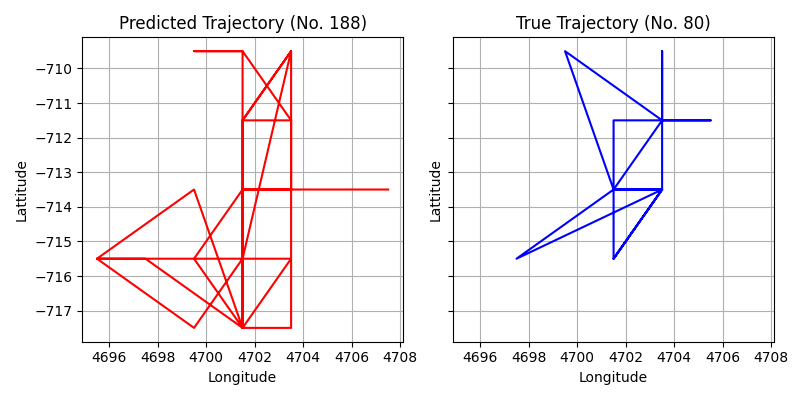 Predicted Trajectory (No. 188)
True Trajectory (No. 80)
Lattitude
−710
−711
−712
−713
−714
−715
−716
−717
4696 4698 4700 4702 4704 4706 4708
Longitude
Lattitude
4696 4698 4700 4702 4704 4706 4708
Longitude